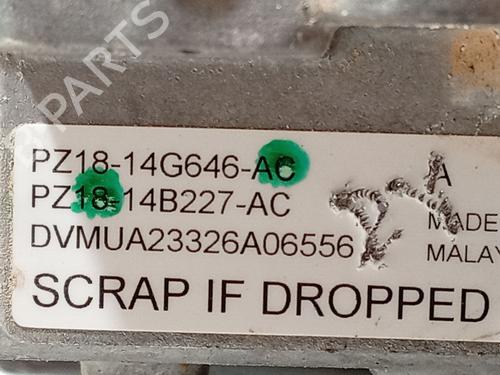 B-PARTS
PZ18-14G646-AC A
PZ18-14B227-AC MADE
DVMUA23326A06556 MALAY
SCRAP IF DROPPED